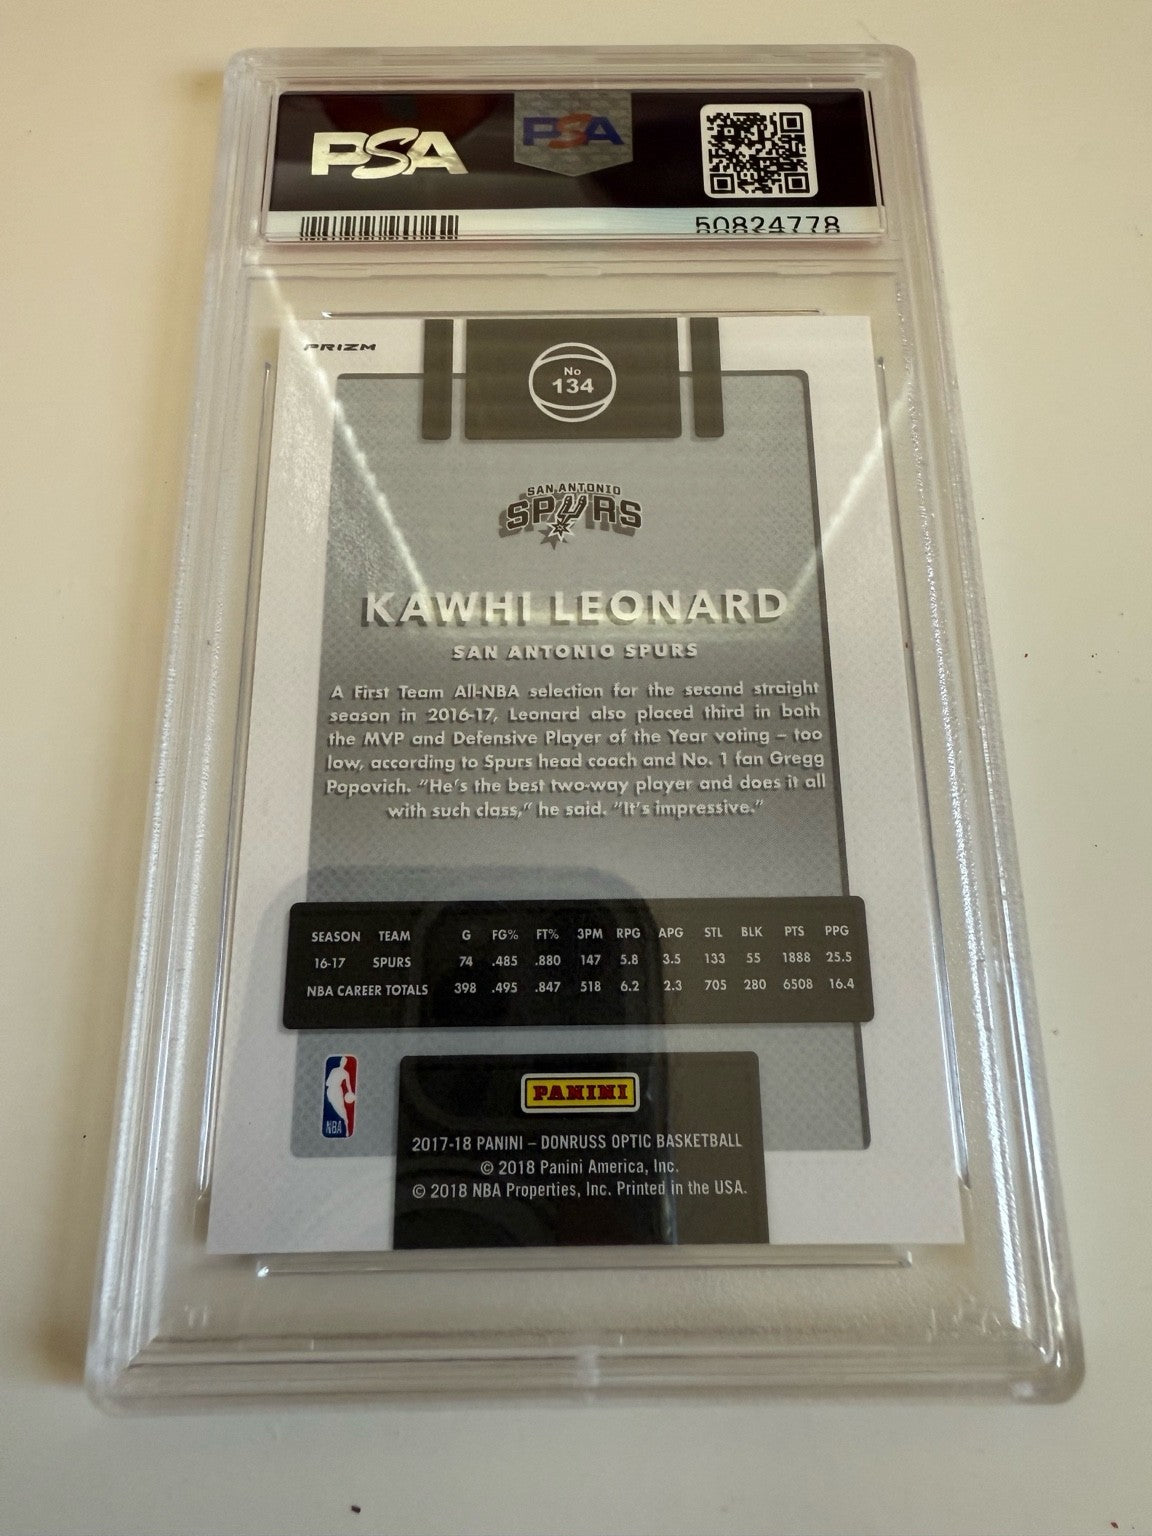 PSA
PSA
50824778
PRIZM
No
134
SAN ANTONIO
SPURS
KAWHI LEONARD
SAN ANTONIO SPURS
A First Team All-NBA selection for the second straight
season in 2016-17, Leonard also placed third in both
the MVP and Defensive Player of the Year voting – too
low, according to Spurs head coach and No. 1 fan Gregg
Popovich. "He's the best two-way player and does it all
with such class," he said. "It's impressive."
SEASON TEAM G FG% FT% 3PM RPG APG STL BLK PTS PPG
16-17 SPURS 74 .485 .880 147 5.8 3.5 133 55 1888 25.5
NBA CAREER TOTALS 398 .495 .847 518 6.2 2.3 705 280 6508 16.4
NBA
PANINI
2017-18 PANINI – DONRUSS OPTIC BASKETBALL
© 2018 Panini America, Inc.
© 2018 NBA Properties, Inc. Printed in the USA.